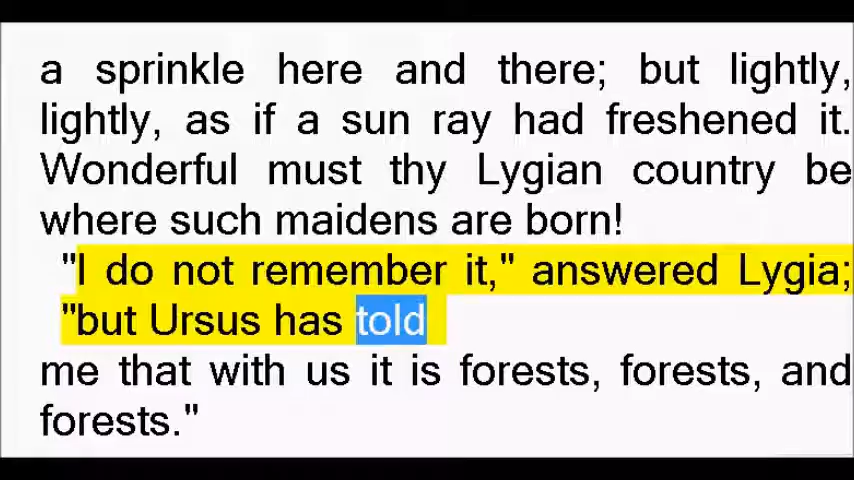 a sprinkle here and there; but lightly,
lightly, as if a sun ray had freshened it.
Wonderful must thy Lygian country be
where such maidens are born!
"I do not remember it," answered Lygia;
"but Ursus has told
me that with us it is forests, forests, and
forests."